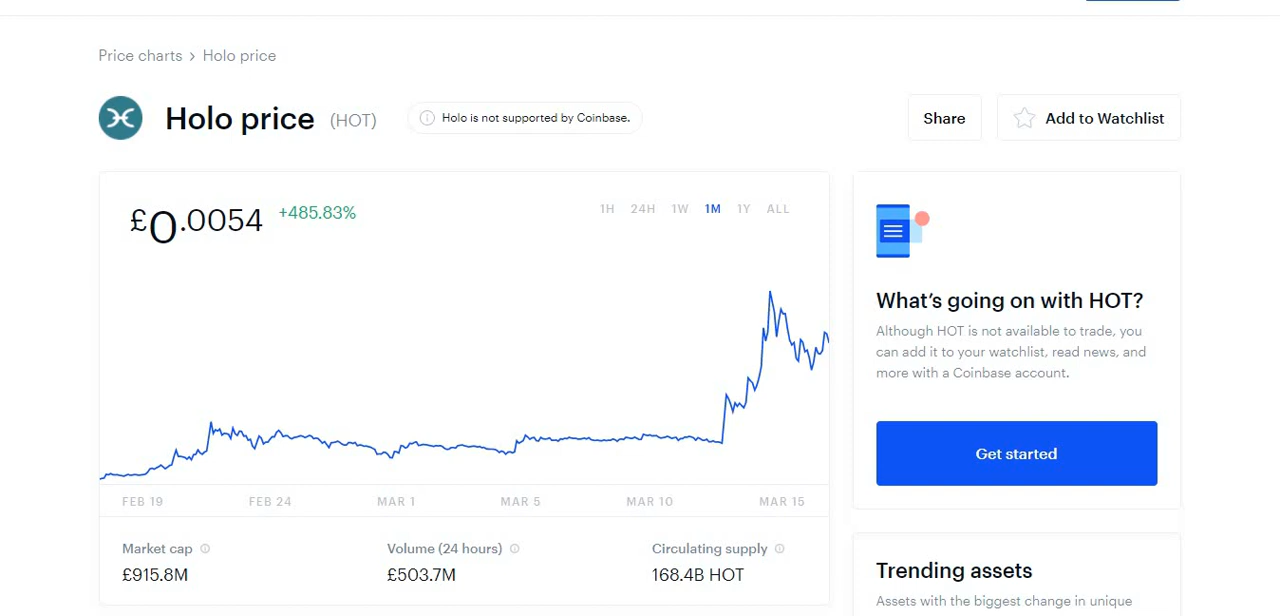 Price charts › Holo price
Holo price (HOT)
Holo is not supported by Coinbase.
Share
Add to Watchlist
£0.0054 +485.83%
1H 24H 1W 1M 1Y ALL
FEB 19 FEB 24 MAR 1 MAR 5 MAR 10 MAR 15
Market cap
£915.8M
Volume (24 hours)
£503.7M
Circulating supply
168.4B HOT
What's going on with HOT?
Although HOT is not available to trade, you
can add it to your watchlist, read news, and
more with a Coinbase account.
Get started
Trending assets
Assets with the biggest change in unique